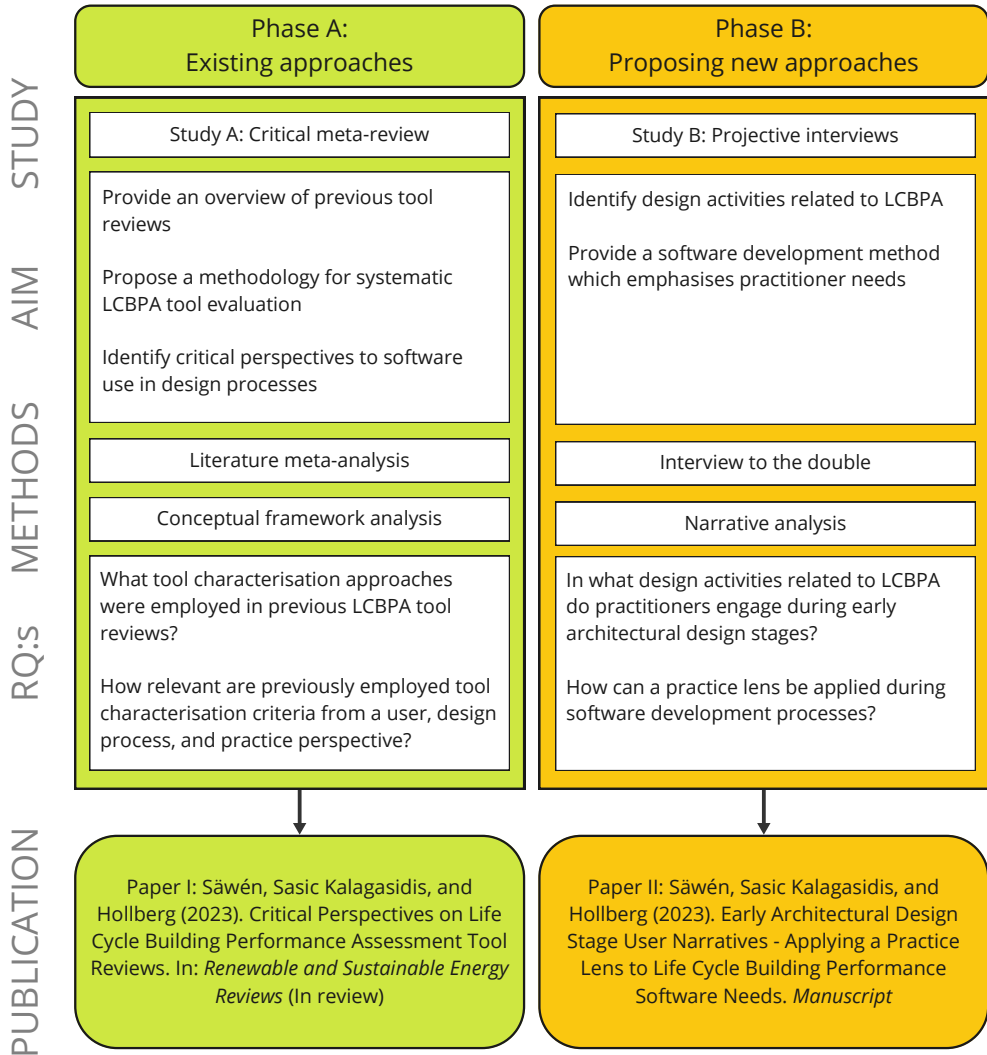 Phase A:
Existing approaches
Phase B:
Proposing new approaches
STUDY
Study A: Critical meta-review
Study B: Projective interviews
AIM
Provide an overview of previous tool
reviews
Propose a methodology for systematic
LCBPA tool evaluation
Identify critical perspectives to software
use in design processes
Identify design activities related to LCBPA
Provide a software development method
which emphasises practitioner needs
METHODS
Literature meta-analysis
Interview to the double
Conceptual framework analysis
Narrative analysis
RQ:s
What tool characterisation approaches
were employed in previous LCBPA tool
reviews?
How relevant are previously employed tool
characterisation criteria from a user, design
process, and practice perspective?
In what design activities related to LCBPA
do practitioners engage during early
architectural design stages?
How can a practice lens be applied during
software development processes?
PUBLICATION
Paper I: Säwén, Sasic Kalagasidis, and
Hollberg (2023). Critical Perspectives on Life
Cycle Building Performance Assessment Tool
Reviews. In: Renewable and Sustainable Energy
Reviews (In review)
Paper II: Säwén, Sasic Kalagasidis, and
Hollberg (2023). Early Architectural Design
Stage User Narratives - Applying a Practice
Lens to Life Cycle Building Performance
Software Needs. Manuscript